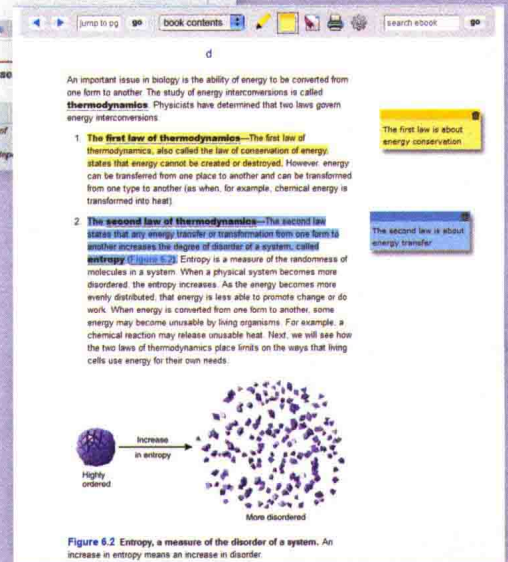 jump to pg go book contents search ebook go
d
An important issue in biology is the ability of energy to be converted from
one form to another. The study of energy interconversions is called
thermodynamics. Physicists have determined that two laws govern
energy interconversions
1. The first law of thermodynamics—The first law of
thermodynamics, also called the law of conservation of energy,
states that energy cannot be created or destroyed. However, energy
can be transferred from one place to another and can be transformed
from one type to another (as when, for example, chemical energy is
transformed into heat).
The first law is about
energy conservation
2. The second law of thermodynamics—The second law
states that any energy transfer or transformation from one form to
another increases the degree of disorder of a system, called
entropy (Figure 6.2). Entropy is a measure of the randomness of
molecules in a system. When a physical system becomes more
disordered, the entropy increases. As the energy becomes more
evenly distributed, that energy is less able to promote change or do
work. When energy is converted from one form to another, some
energy may become unusable by living organisms. For example, a
chemical reaction may release unusable heat. Next, we will see how
the two laws of thermodynamics place limits on the ways that living
cells use energy for their own needs.
The second law is about
energy transfer
Increase
in entropy
Highly
ordered
More disordered
Figure 6.2 Entropy, a measure of the disorder of a system. An
increase in entropy means an increase in disorder.